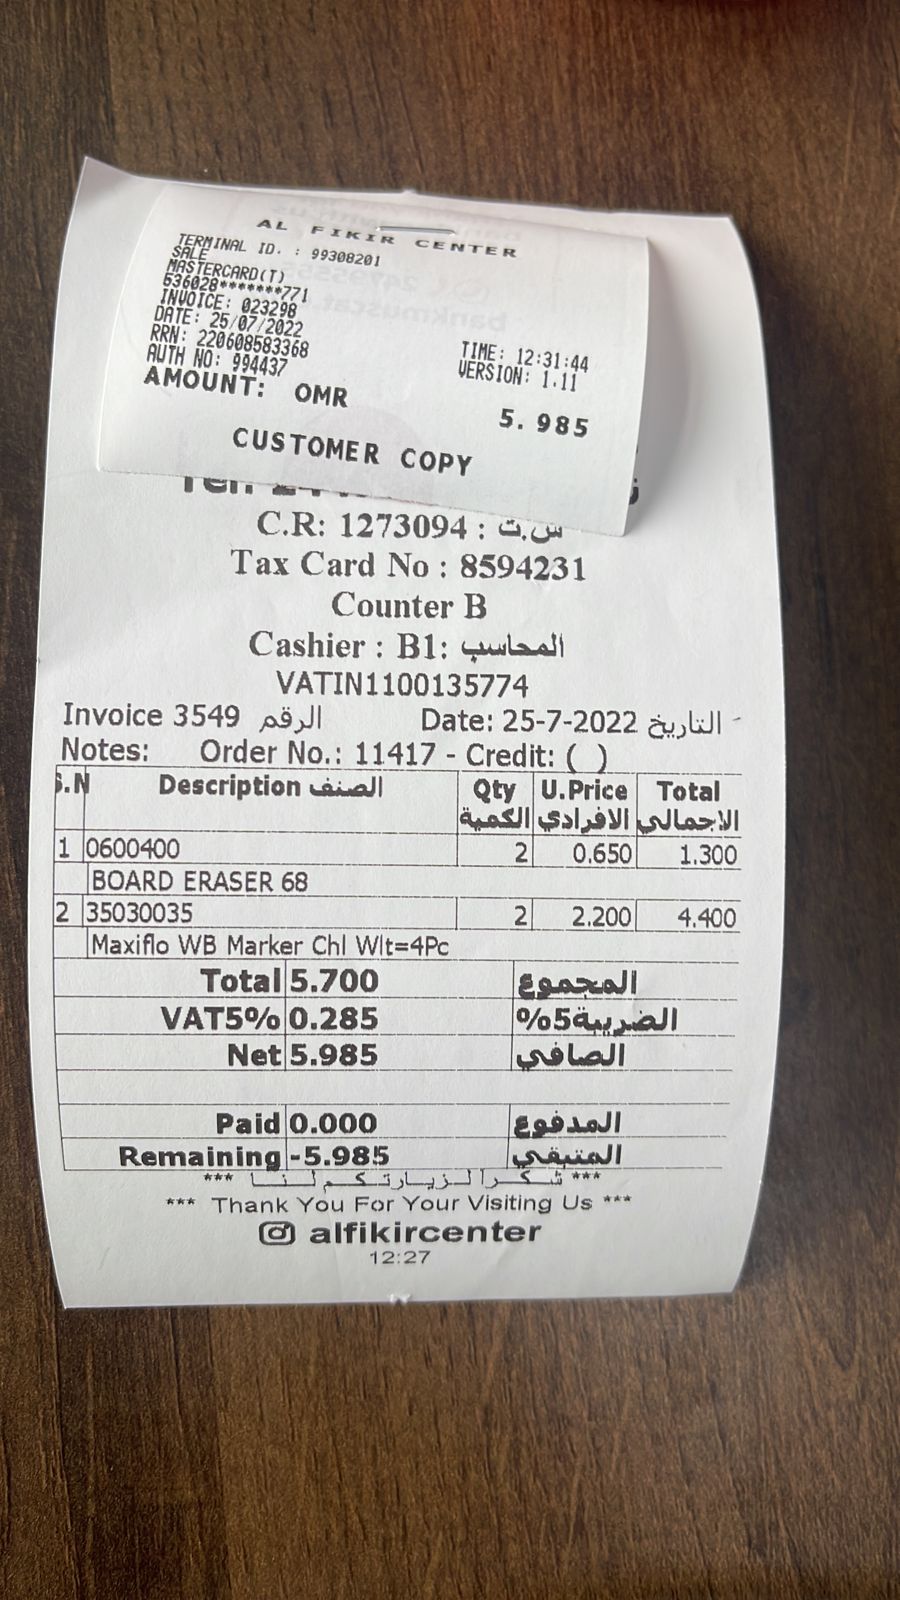 AL FIKIR CENTER
TERMINAL ID. : 99308201
SALE
MASTERCARD(T)
536028*******771
INVOICE: 023298
DATE: 25/07/2022 TIME: 12:31:44
RRN: 220608583368 VERSION: 1.11
AUTH NO: 994437
AMOUNT: OMR 5.985
CUSTOMER COPY
C.R: 1273094 : س.ت
Tax Card No : 8594231
Counter B
Cashier : B1: المحاسب
VATIN1100135774
Invoice 3549 الرقم Date: 25-7-2022 التاريخ
Notes: Order No.: 11417 - Credit: ( )
S.N Description الصنف Qty U.Price Total
الكمية الافرادي الاجمالي
1 0600400 2 0.650 1.300
BOARD ERASER 68
2 35030035 2 2.200 4.400
Maxiflo WB Marker Chl Wlt=4Pc
Total 5.700 المجموع
VAT5% 0.285 الضريبة5%
Net 5.985 الصافي
Paid 0.000 المدفوع
Remaining -5.985 المتبقي
*** شكرا لزيارتكم لنا ***
*** Thank You For Your Visiting Us ***
alfikircenter
12:27